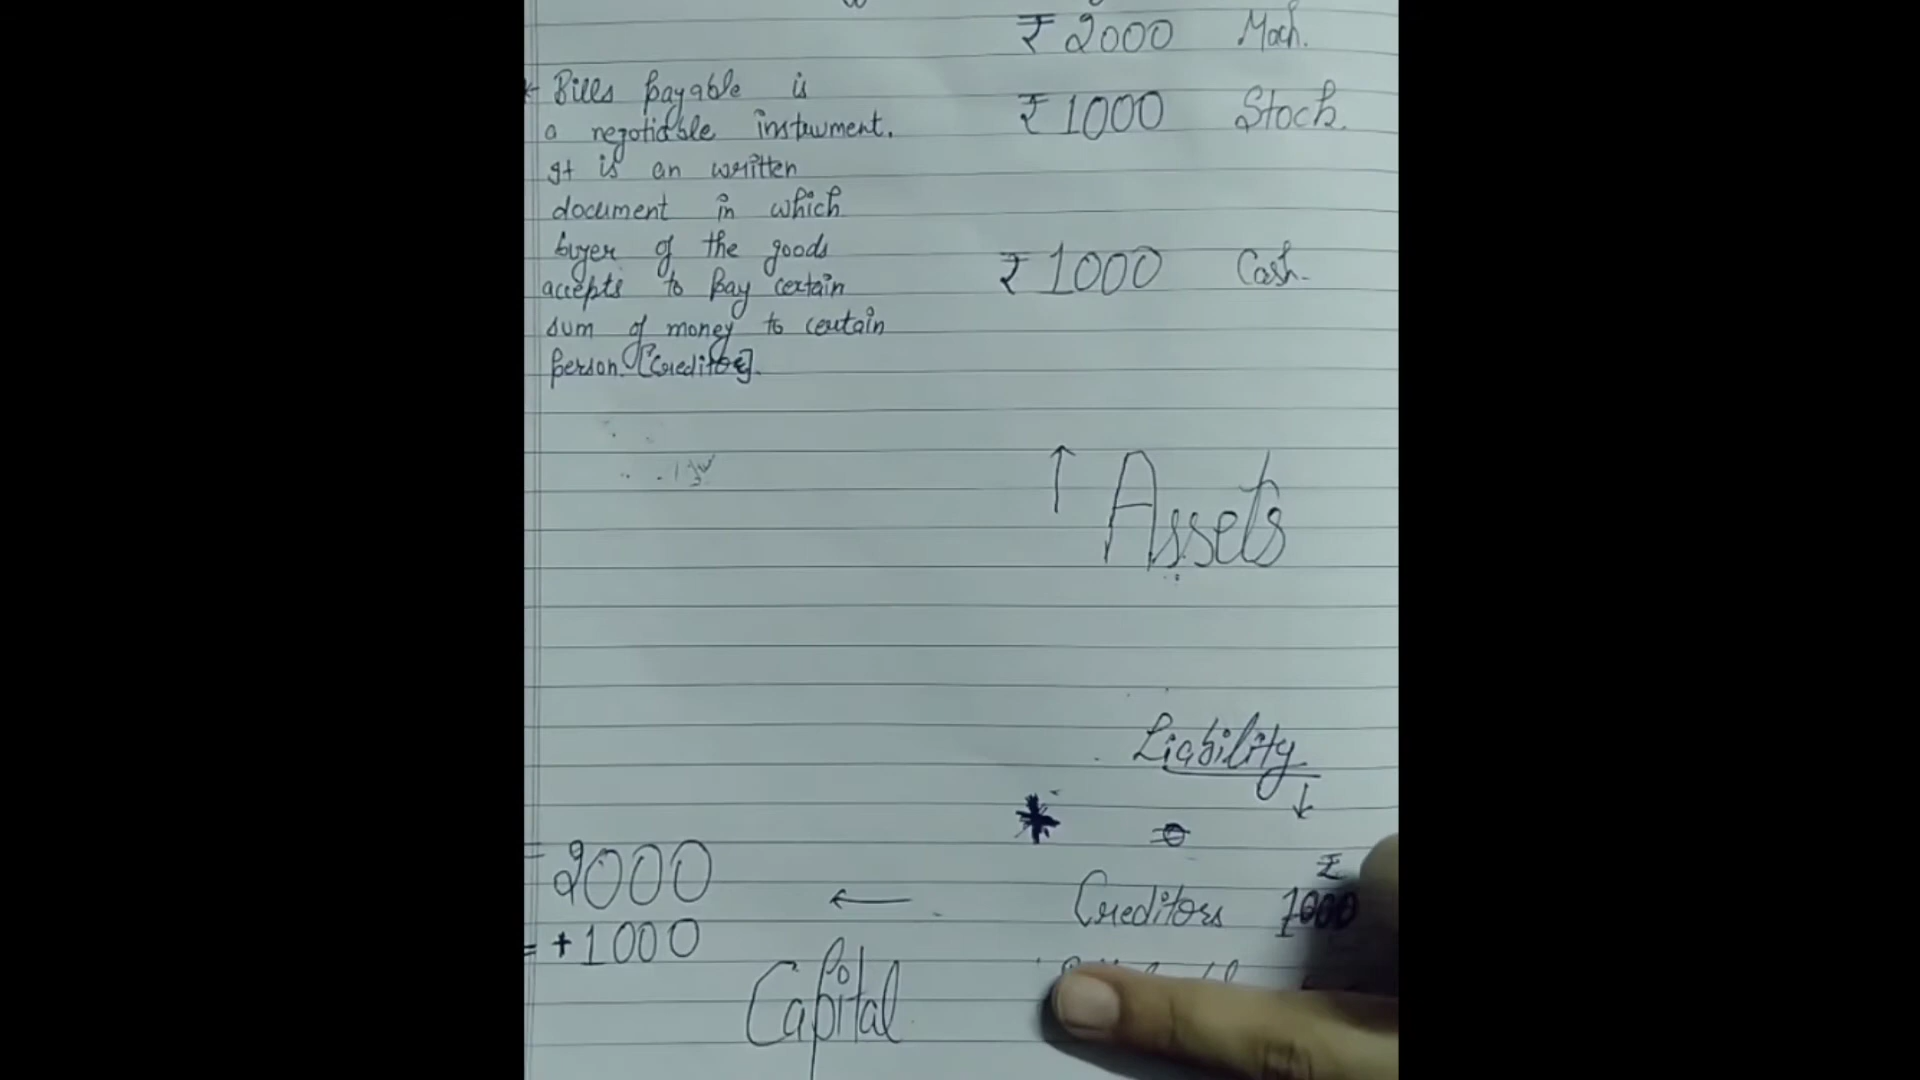 ₹ 2000 Mach.
Bills payable is
a negotiable instrument.
₹ 1000 Stock.
It is an written
document in which
buyer of the goods
₹ 1000 Cash.
accepts to pay certain
sum of money to certain
person. [Creditor].
↑ Assets
Liability
↓
*
₹
2000
← Creditors 1000
= +1000
Capital